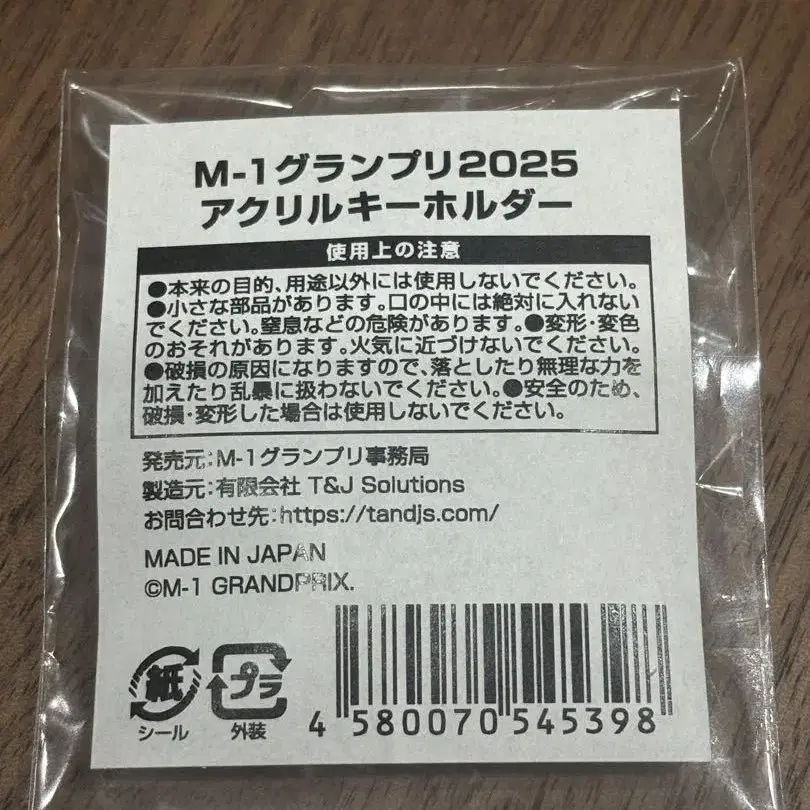 M-1グランプリ2025
アクリルキーホルダー
使用上の注意
●本来の目的、用途以外には使用しないでください。
●小さな部品があります。口の中には絶対に入れない
でください。窒息などの危険があります。●変形・変色
のおそれがあります。火気に近づけないでください。
●破損の原因になりますので、落としたり無理な力を
加えたり乱暴に扱わないでください。●安全のため、
破損・変形した場合は使用しないでください。
発売元:M-1グランプリ事務局
製造元:有限会社 T&J Solutions
お問合わせ先:https://tandjs.com/
MADE IN JAPAN
©M-1 GRANDPRIX.
紙
シール
プラ
外装
4 580070 545398